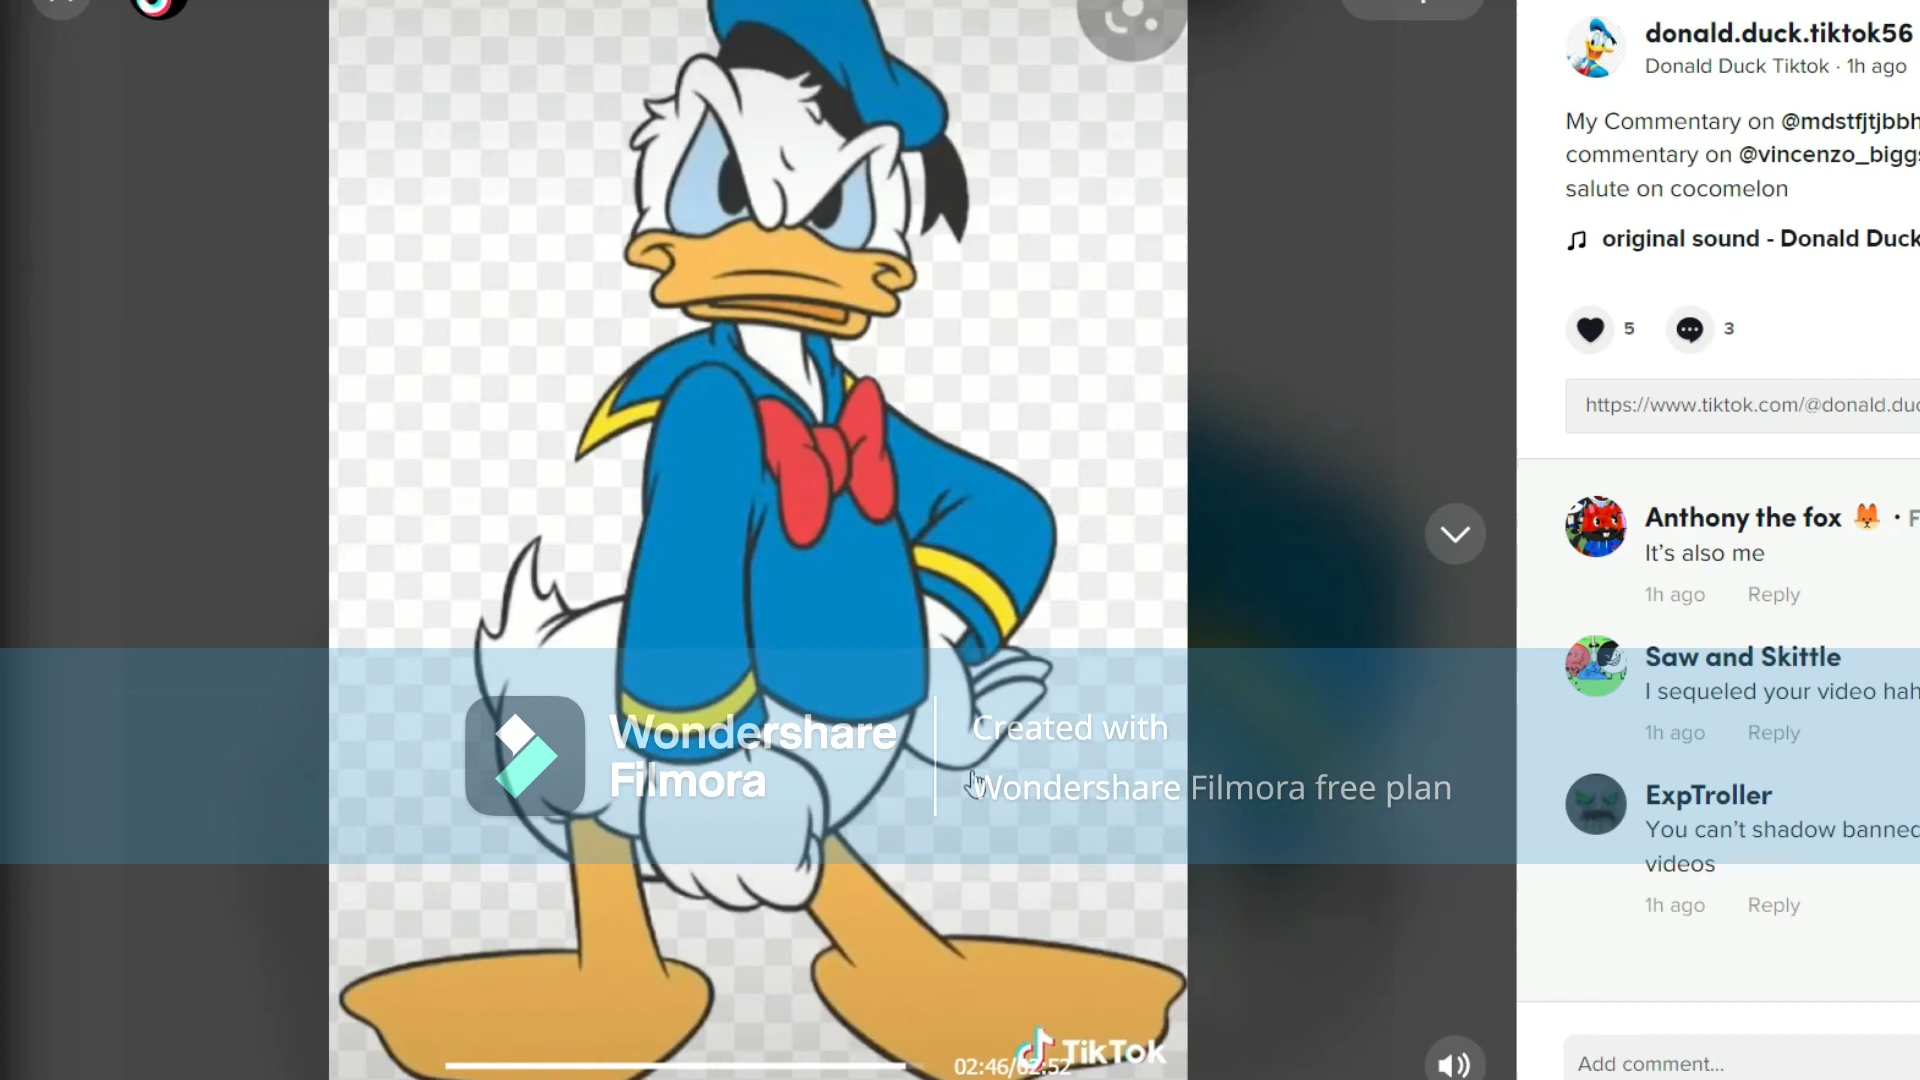 donald.duck.tiktok56
Donald Duck Tiktok · 1h ago
My Commentary on @mdstfjtjbbh
commentary on @vincenzo_biggs
salute on cocomelon
original sound - Donald Duck
5
3
https://www.tiktok.com/@donald.duc
Anthony the fox 🦊 · F
It's also me
1h ago Reply
Saw and Skittle
I sequeled your video hah
1h ago Reply
ExpTroller
You can't shadow banned
videos
1h ago Reply
Add comment...
Wondershare
Filmora
Created with
Wondershare Filmora free plan
TikTok
02:46/02:52